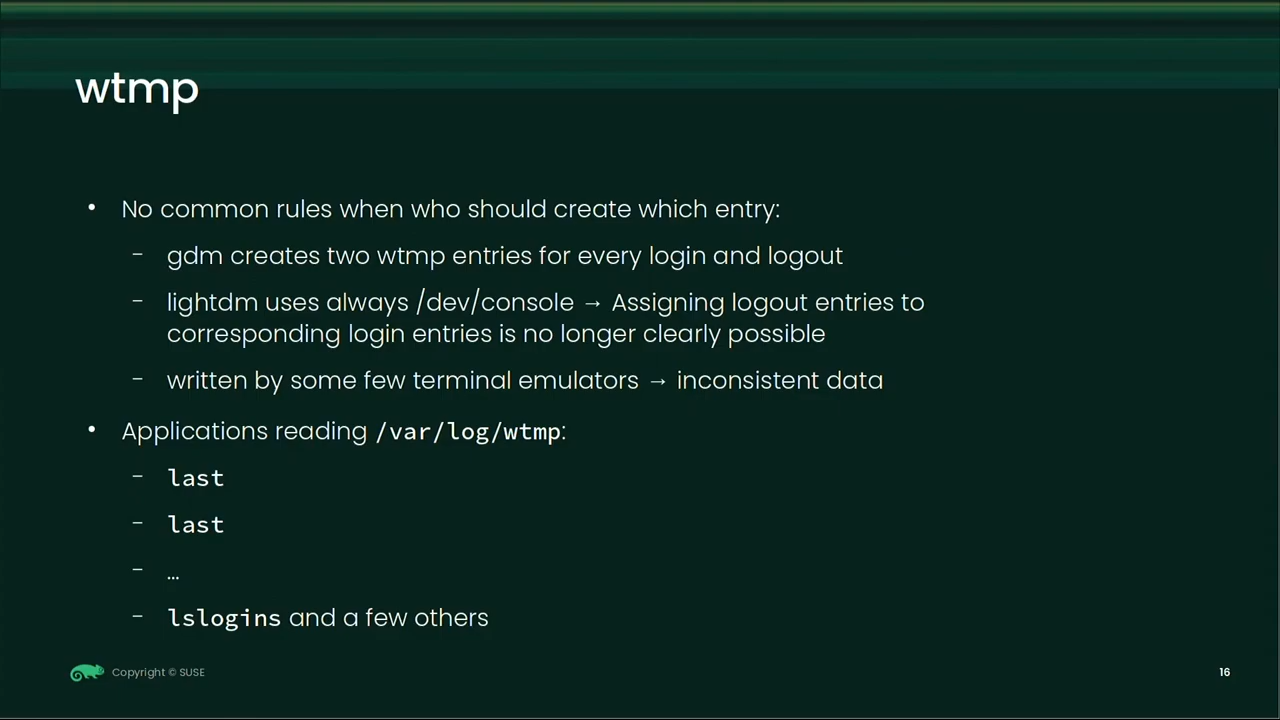 wtmp
• No common rules when who should create which entry:
- gdm creates two wtmp entries for every login and logout
- lightdm uses always /dev/console → Assigning logout entries to
corresponding login entries is no longer clearly possible
- written by some few terminal emulators → inconsistent data
• Applications reading /var/log/wtmp:
- last
- last
- …
- lslogins and a few others
Copyright © SUSE
16